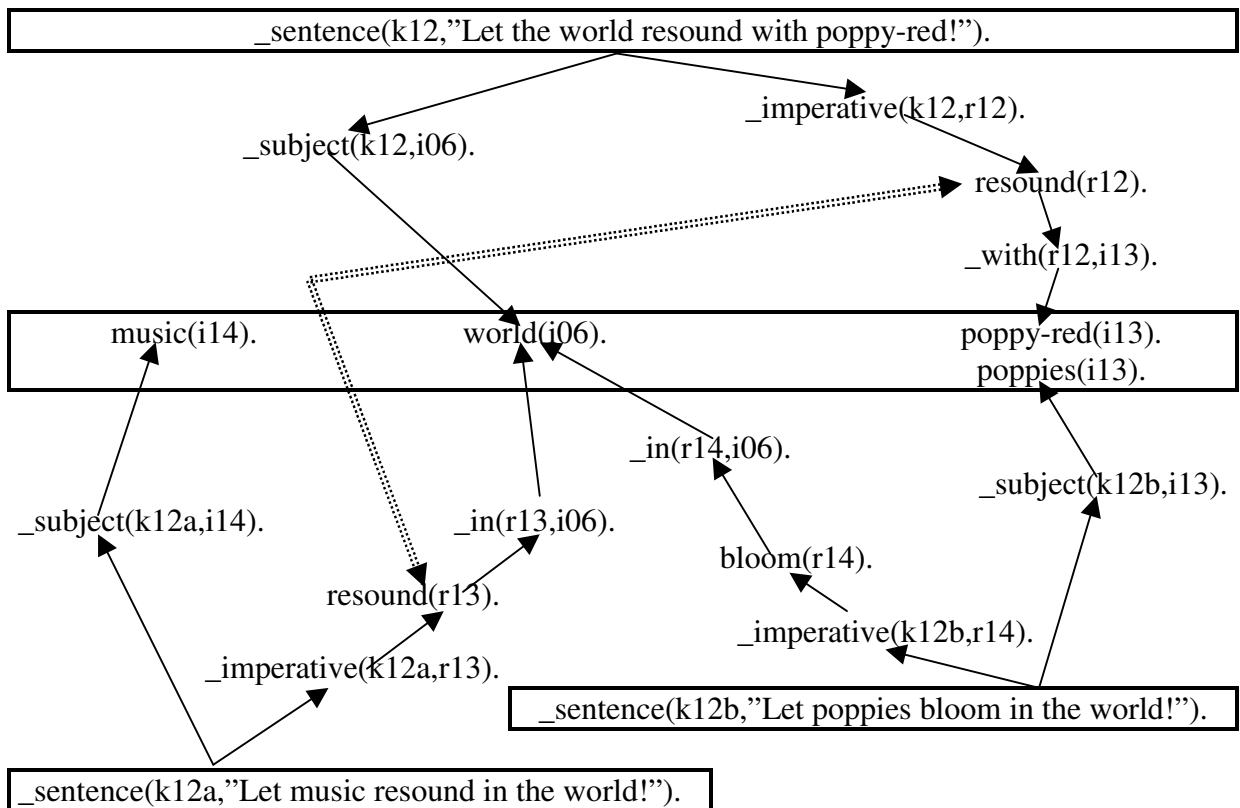 _sentence(k12,”Let the world resound with poppy-red!”).
_imperative(k12,r12).
_subject(k12,i06).
resound(r12).
_with(r12,i13).
music(i14). world(i06). poppy-red(i13).
poppies(i13).
_in(r14,i06).
_subject(k12b,i13).
_subject(k12a,i14). _in(r13,i06).
bloom(r14).
resound(r13).
_imperative(k12b,r14).
_imperative(k12a,r13).
_sentence(k12b,”Let poppies bloom in the world!”).
_sentence(k12a,”Let music resound in the world!”).